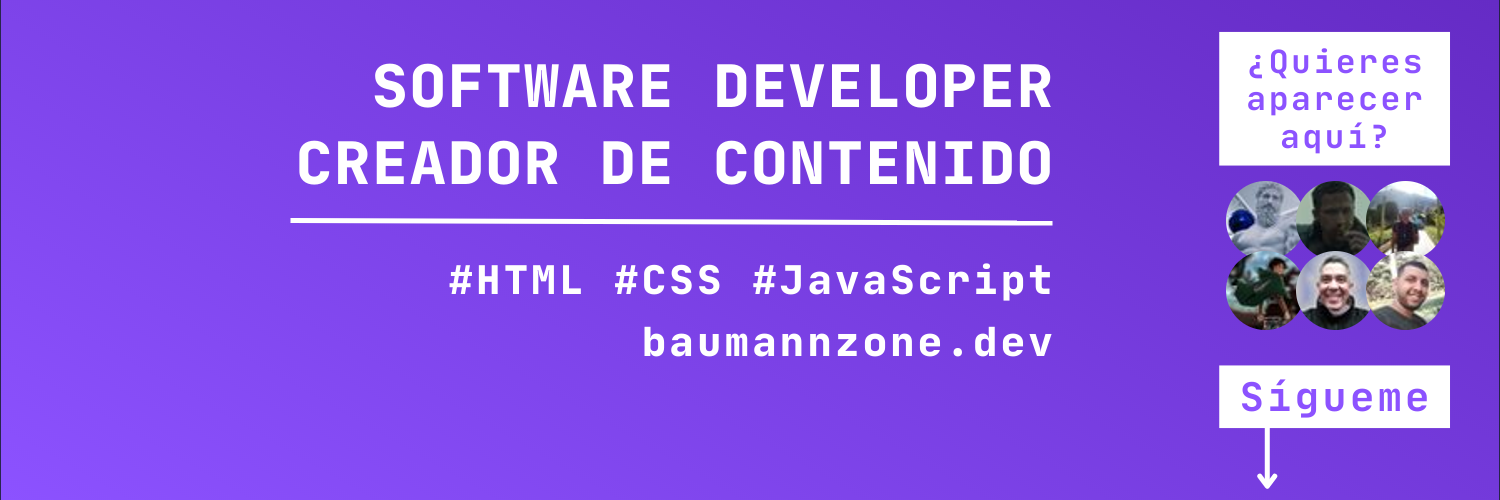 SOFTWARE DEVELOPER
CREADOR DE CONTENIDO
#HTML #CSS #JavaScript
baumannzone.dev
¿Quieres
aparecer
aquí?
Sígueme